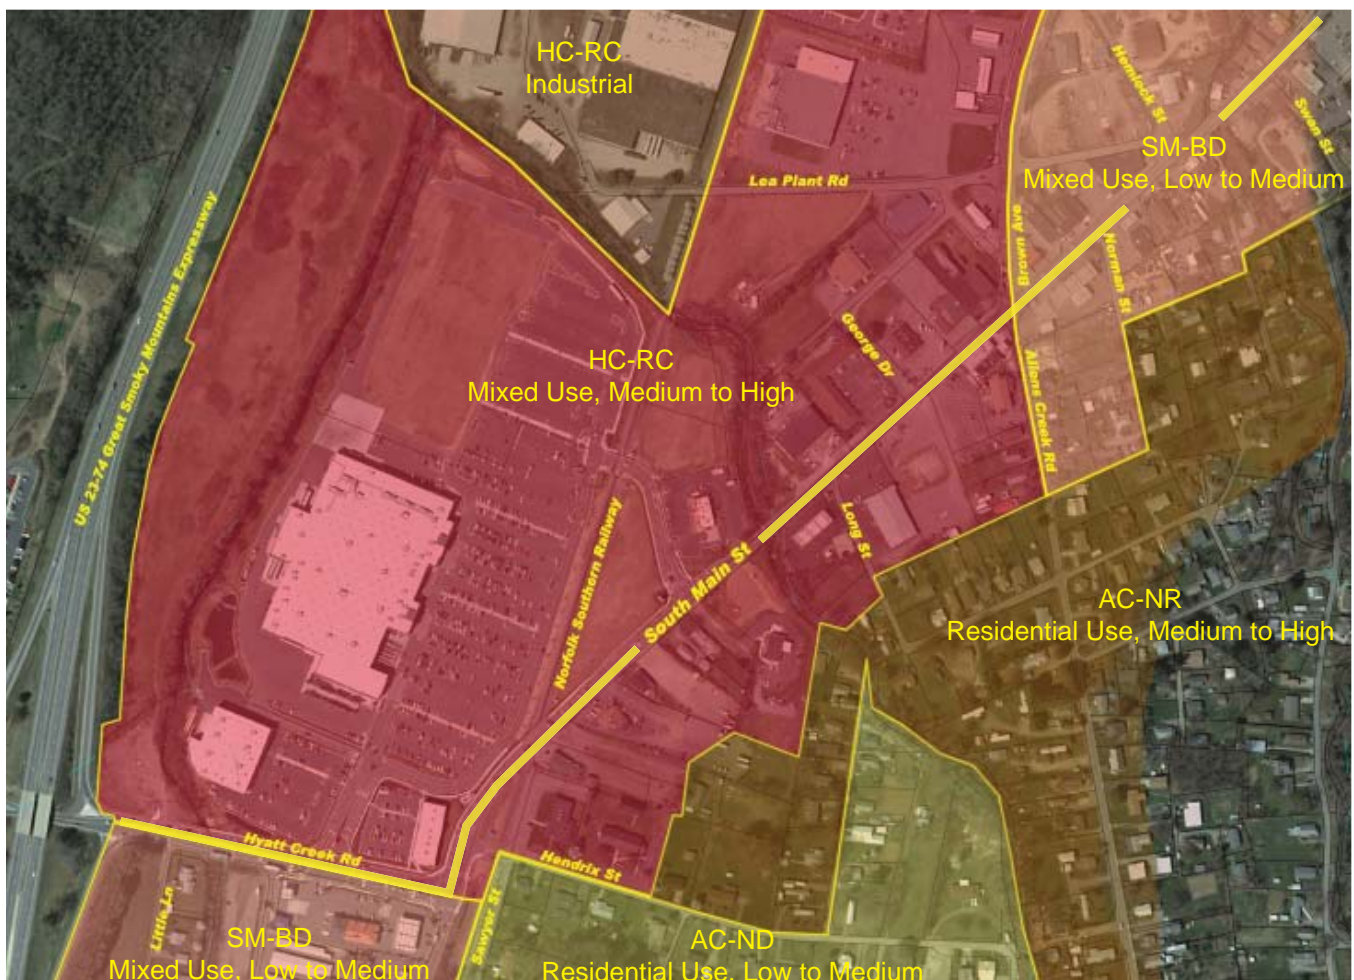 HC-RC
Industrial
Hemlock St
Swan St
SM-BD
Mixed Use, Low to Medium
Lea Plant Rd
Brown Ave
Norman St
US 23-74 Great Smoky Mountains Expressway
George Dr
HC-RC
Mixed Use, Medium to High
Allens Creek Rd
Long St
Norfolk Southern Railway
South Main St
AC-NR
Residential Use, Medium to High
Hyatt Creek Rd
Hendrix St
Little Ln
Sawyer St
SM-BD
Mixed Use, Low to Medium
AC-ND
Residential Use, Low to Medium